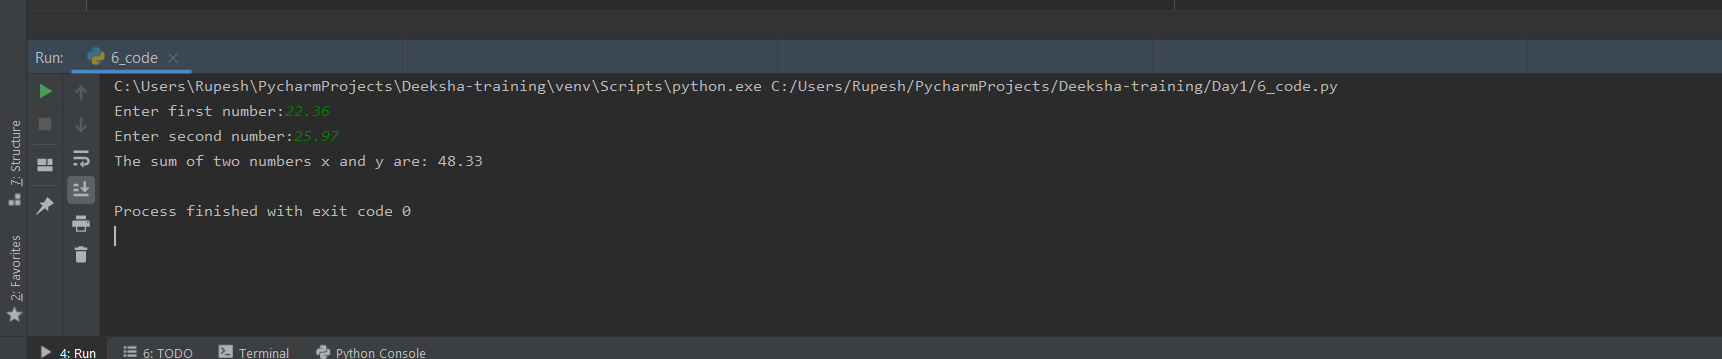 Run: 6_code
C:\Users\Rupesh\PycharmProjects\Deeksha-training\venv\Scripts\python.exe C:/Users/Rupesh/PycharmProjects/Deeksha-training/Day1/6_code.py
Enter first number:22.36
Enter second number:25.97
The sum of two numbers x and y are: 48.33
Process finished with exit code 0
7: Structure
2: Favorites
4: Run 6: TODO Terminal Python Console